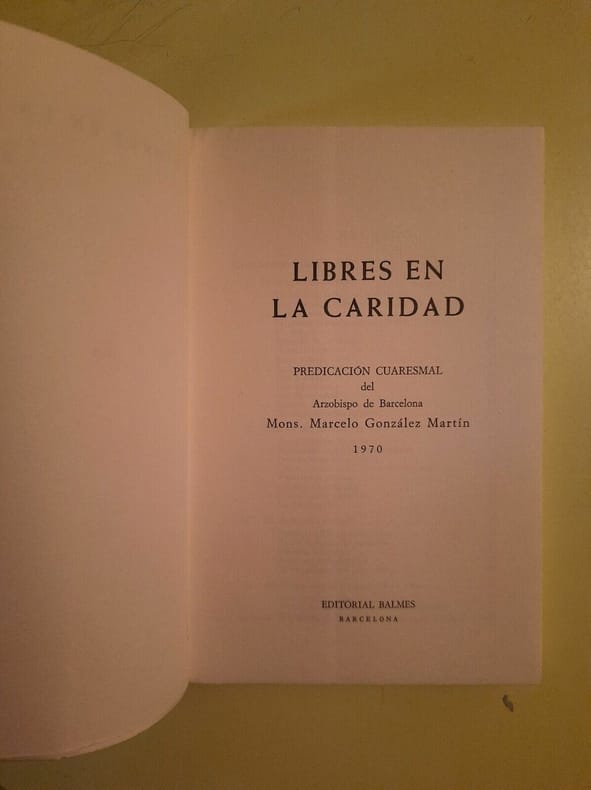 LIBRES EN
LA CARIDAD
PREDICACIÓN CUARESMAL
del
Arzobispo de Barcelona
Mons. Marcelo González Martín
1970
EDITORIAL BALMES
BARCELONA